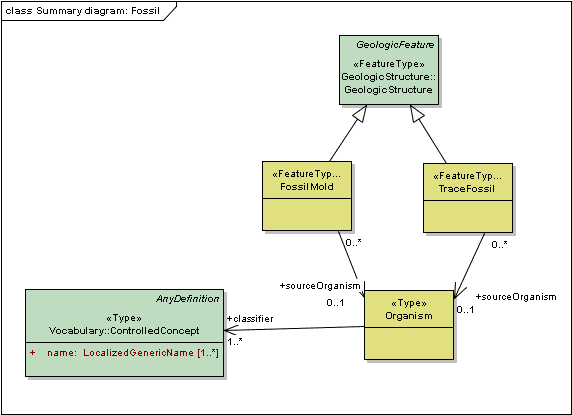 class Summary diagram: Fossil
GeologicFeature
«FeatureType»
GeologicStructure::
GeologicStructure
«FeatureTyp...
FossilMold
«FeatureTyp...
TraceFossil
0..*
0..*
+sourceOrganism
0..1
+sourceOrganism
0..1
«Type»
Organism
AnyDefinition
«Type»
Vocabulary::ControlledConcept
+ name: LocalizedGenericName [1..*]
+classifier
1..*